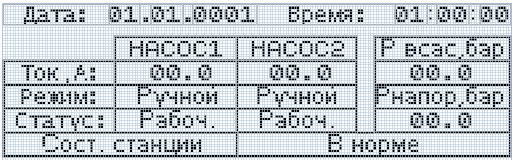 Дата: 01.01.0001 Время: 01:00:00
НАСОС1 НАСОС2 Р всас,бар
Ток,А: 00.0 00.0 00.0
Режим: Ручной Ручной Рнапор,бар
Статус: Рабоч. Рабоч. 00.0
Сост. станции В норме